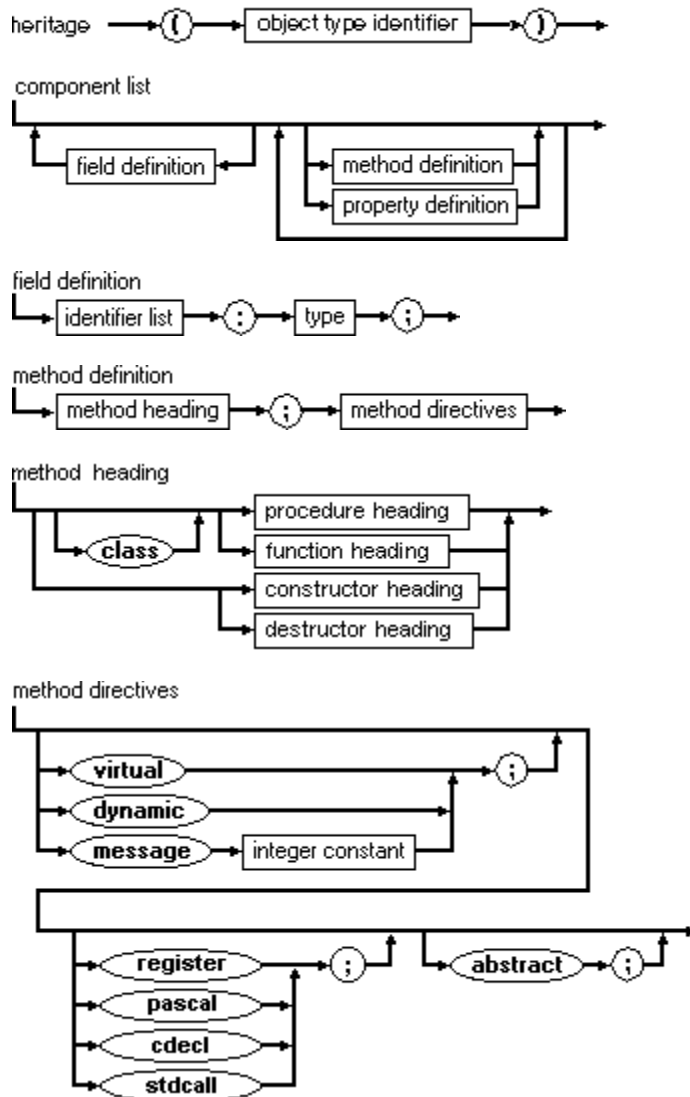 heritage ( object type identifier )
component list
field definition
method definition
property definition
field definition
identifier list : type ;
method definition
method heading ; method directives
method heading
procedure heading
class
function heading
constructor heading
destructor heading
method directives
virtual ;
dynamic
message integer constant
register ; abstract ;
pascal
cdecl
stdcall